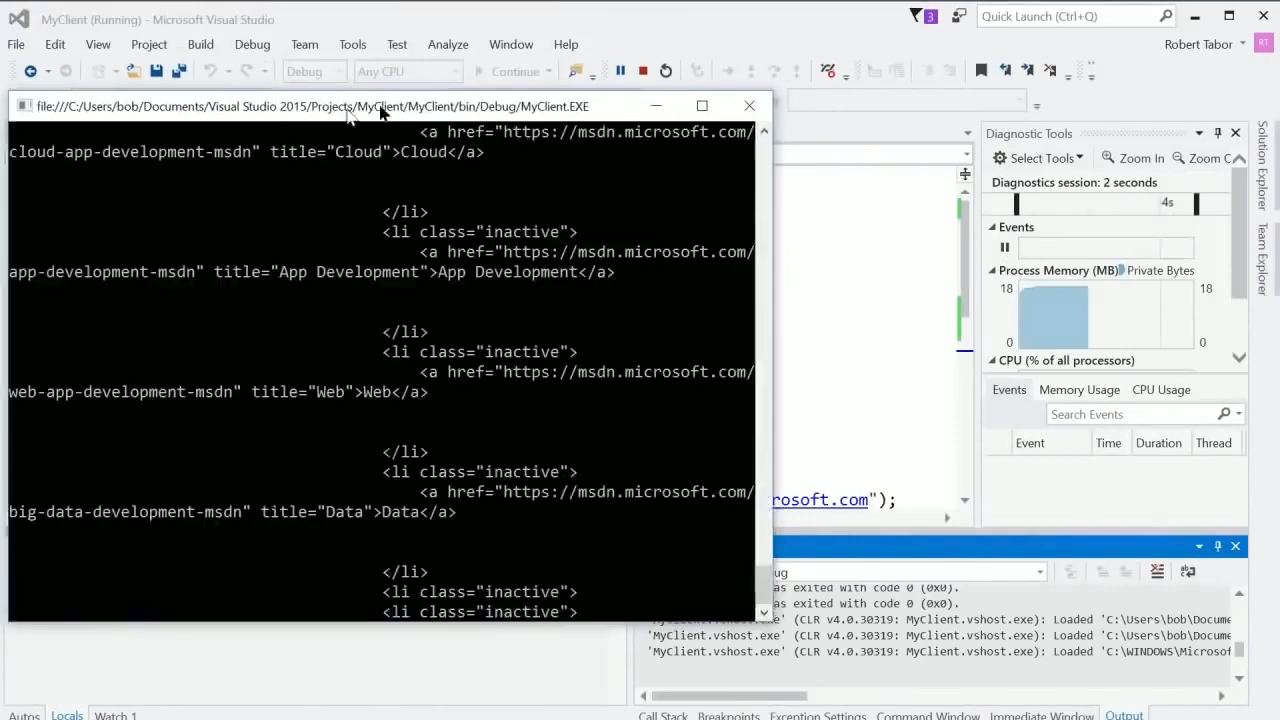 MyClient (Running) - Microsoft Visual Studio
3
Quick Launch (Ctrl+Q)
File Edit View Project Build Debug Team Tools Test Analyze Window Help
Robert Tabor RT
Debug Any CPU Continue
file:///C:/Users/bob/Documents/Visual Studio 2015/Projects/MyClient/MyClient/bin/Debug/MyClient.EXE
<a href="https://msdn.microsoft.com/
cloud-app-development-msdn" title="Cloud">Cloud</a>
</li>
<li class="inactive">
<a href="https://msdn.microsoft.com/
app-development-msdn" title="App Development">App Development</a>
</li>
<li class="inactive">
<a href="https://msdn.microsoft.com/
web-app-development-msdn" title="Web">Web</a>
</li>
<li class="inactive">
<a href="https://msdn.microsoft.com/
big-data-development-msdn" title="Data">Data</a>
</li>
<li class="inactive">
<li class="inactive">
rosoft.com");
Diagnostic Tools
Select Tools Zoom In Zoom
Diagnostics session: 2 seconds
4s
Events
Process Memory (MB) Private Bytes
18 18
0 0
CPU (% of all processors)
Events Memory Usage CPU Usage
Search Events
Event Time Duration Thread
Solution Explorer
Team Explorer
ug
as exited with code 0 (0x0).
as exited with code 0 (0x0).
'MyClient.vshost.exe' (CLR v4.0.30319: MyClient.vshost.exe): Loaded 'C:\Users\bob\Docume
'MyClient.vshost.exe' (CLR v4.0.30319: MyClient.vshost.exe): Loaded 'C:\Users\bob\Docume
'MyClient.vshost.exe' (CLR v4.0.30319: MyClient.vshost.exe): Loaded 'C:\WINDOWS\Microsof
Autos Locals Watch 1
Call Stack Breakpoints Exception Settings Command Window Immediate Window Output